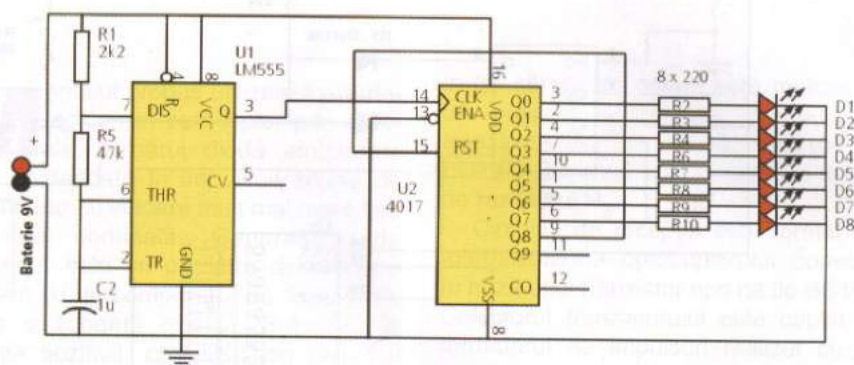 R1
2k2
R5
47k
+
Baterie 9V
C2
1u
U1
LM555
4
8
7
DIS
R
VCC
Q
3
6
THR
CV
5
2
TR
GND
U2
4017
16
14
CLK
13
ENA
VDD
15
RST
Q0
3
Q1
2
Q2
4
Q3
Q4
10
Q5
Q6
5
Q7
6
Q8
9
Q9
11
CO
12
VSS
8
8 x 220
R2
R3
R4
R6
R7
R8
R9
R10
D1
D2
D3
D4
D5
D6
D7
D8